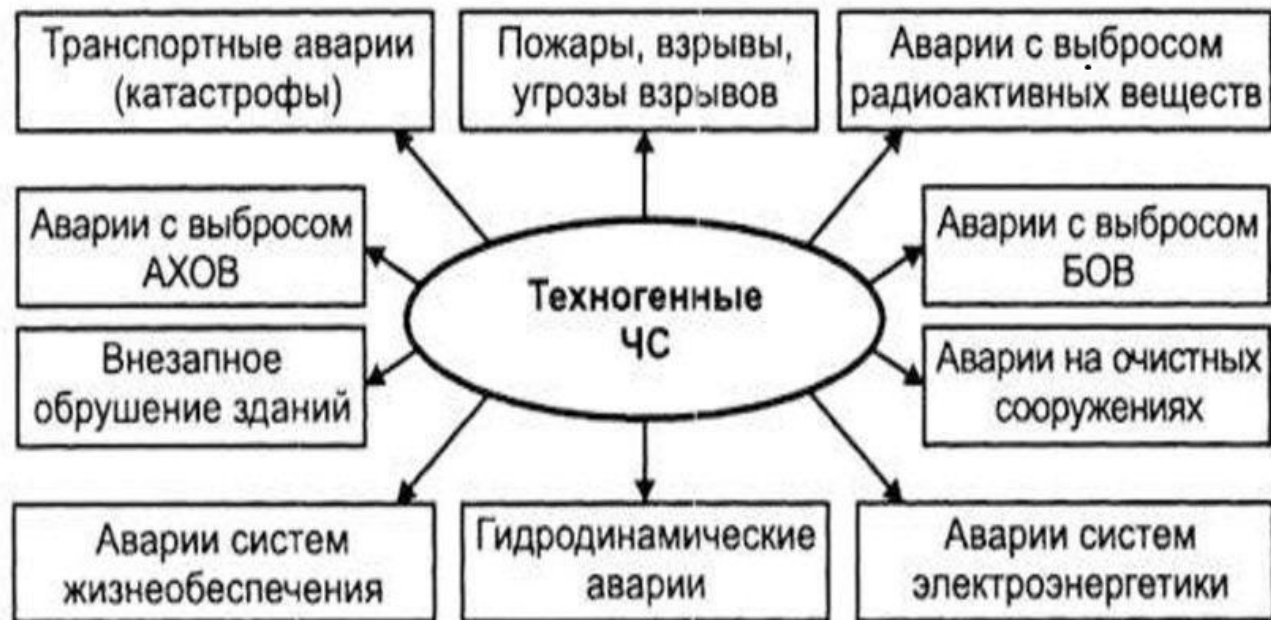 Транспортные аварии
(катастрофы)
Пожары, взрывы,
угрозы взрывов
Аварии с выбросом
радиоактивных веществ
Аварии с выбросом
АХОВ
Аварии с выбросом
БОВ
Техногенные
ЧС
Внезапное
обрушение зданий
Аварии на очистных
сооружениях
Аварии систем
жизнеобеспечения
Гидродинамические
аварии
Аварии систем
электроэнергетики